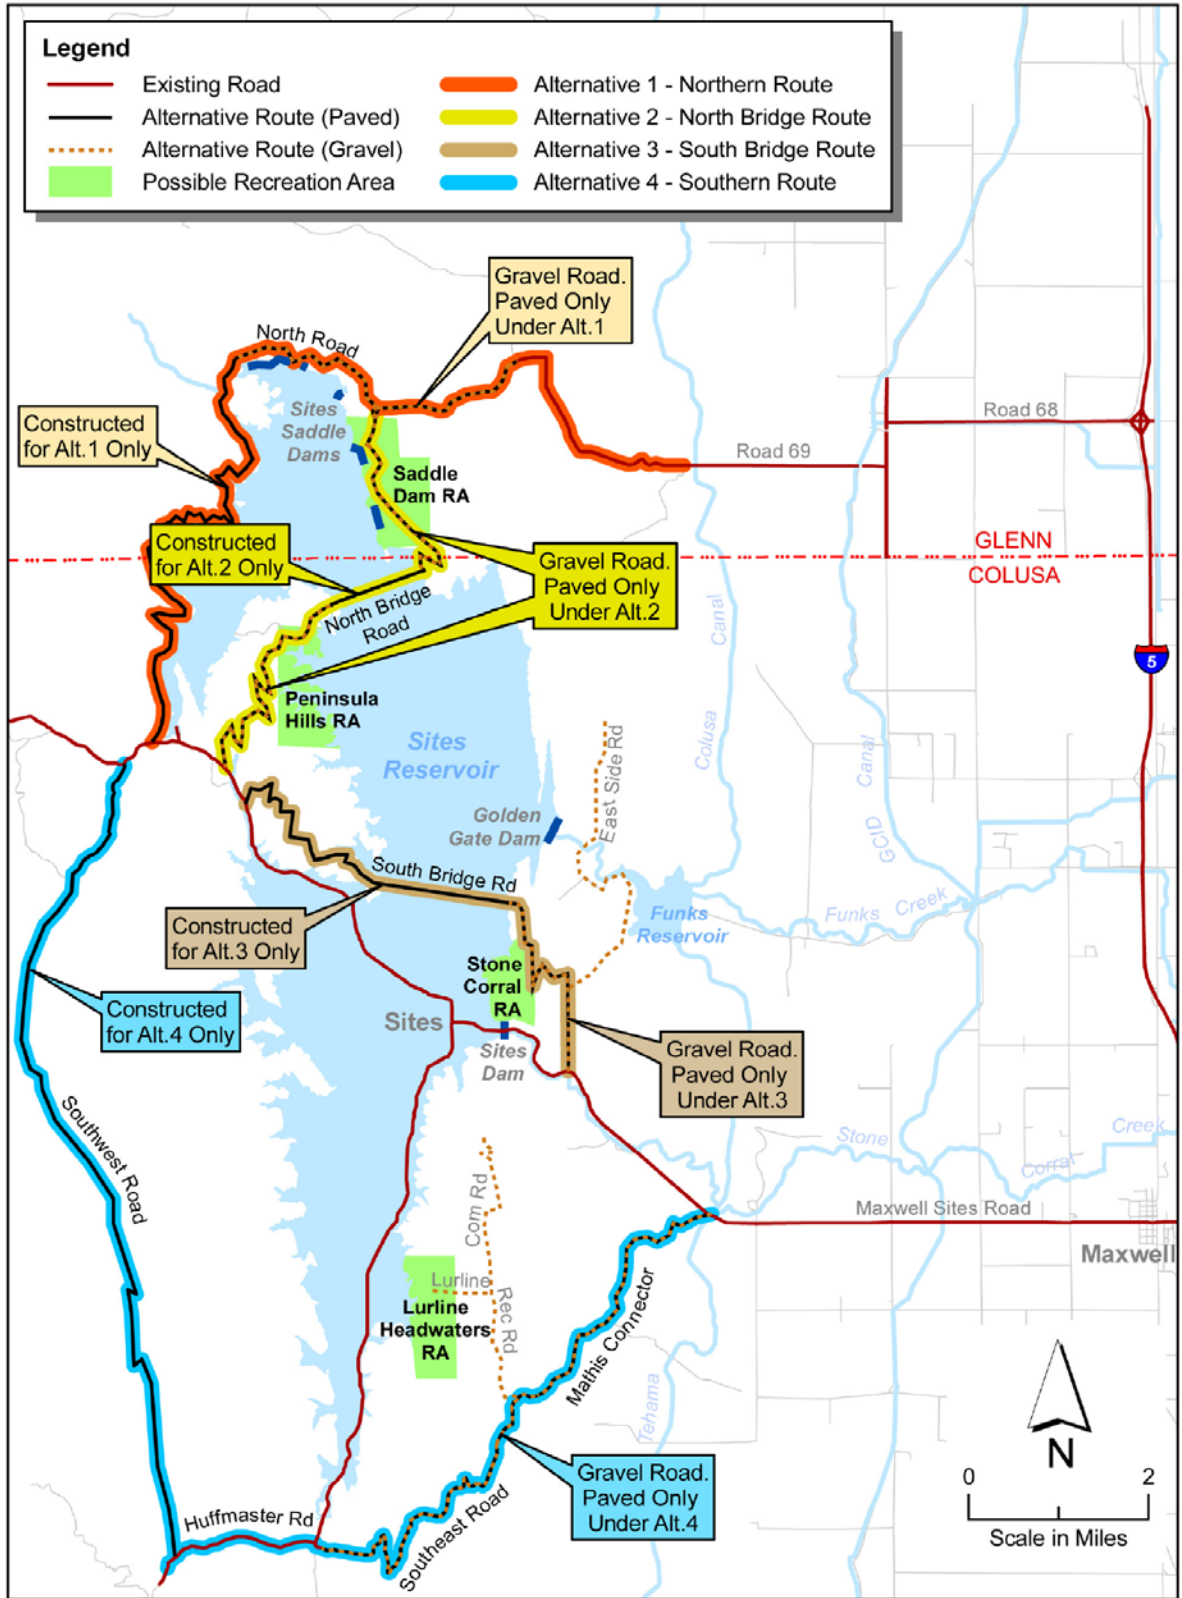 Legend
Existing Road
Alternative Route (Paved)
Alternative Route (Gravel)
Possible Recreation Area
Alternative 1 - Northern Route
Alternative 2 - North Bridge Route
Alternative 3 - South Bridge Route
Alternative 4 - Southern Route
Gravel Road.
Paved Only
Under Alt.1
North Road
Constructed
for Alt.1 Only
Sites
Saddle
Dams
Road 68
Road 69
Saddle
Dam RA
Constructed
for Alt.2 Only
Gravel Road.
Paved Only
Under Alt.2
GLENN
COLUSA
North Bridge
Road
Canal
Colusa
5
Peninsula
Hills RA
Sites
Reservoir
East Side Rd
Canal
GCID
Golden
Gate Dam
South Bridge Rd
Funks Creek
Funks
Reservoir
Constructed
for Alt.3 Only
Stone
Corral
RA
Constructed
for Alt.4 Only
Sites
Sites
Dam
Gravel Road.
Paved Only
Under Alt.3
Southwest Road
Stone
Corral
Creek
Com Rd
Maxwell Sites Road
Maxwell
Lurline
Rec Rd
Lurline
Headwaters
RA
Mathis Connector
Tehama
N
Gravel Road.
Paved Only
Under Alt.4
Huffmaster Rd
Southeast Road
0 2
Scale in Miles